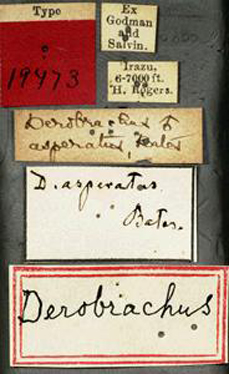 Type
19473
Ex
Godman
and
Salvin.
Irazu,
6-7000 ft.
H. Rogers.
Derobrachus
asperatus, Bates
D. asperatus.
Bates.
Derobrachus